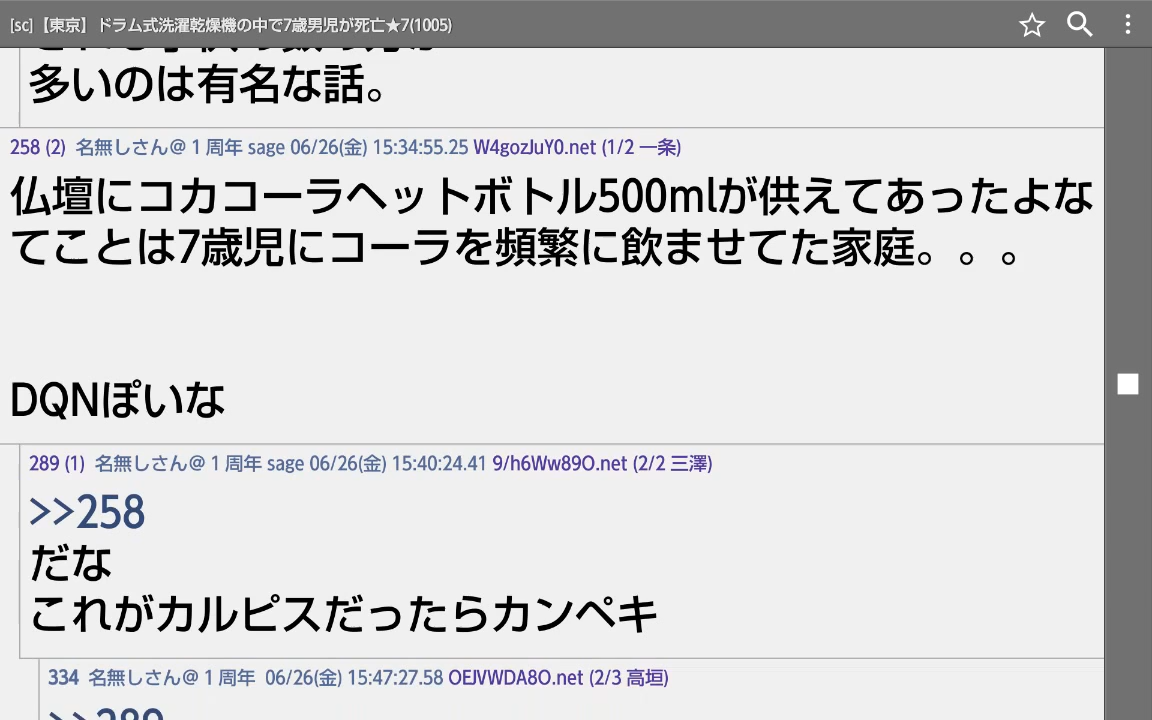 [sc]【東京】ドラム式洗濯乾燥機の中で7歳男児が死亡★7(1005)
多いのは有名な話。
258 (2) 名無しさん@１周年 sage 06/26(金) 15:34:55.25 W4gozJuY0.net (1/2 一条)
仏壇にコカコーラヘットボトル500mlが供えてあったよな
てことは7歳児にコーラを頻繁に飲ませてた家庭。。。
DQNぽいな
289 (1) 名無しさん@１周年 sage 06/26(金) 15:40:24.41 9/h6Ww89O.net (2/2 三澤)
>>258
だな
これがカルピスだったらカンペキ
334 名無しさん@１周年 06/26(金) 15:47:27.58 OEJVWDA8O.net (2/3 高垣)
>>289